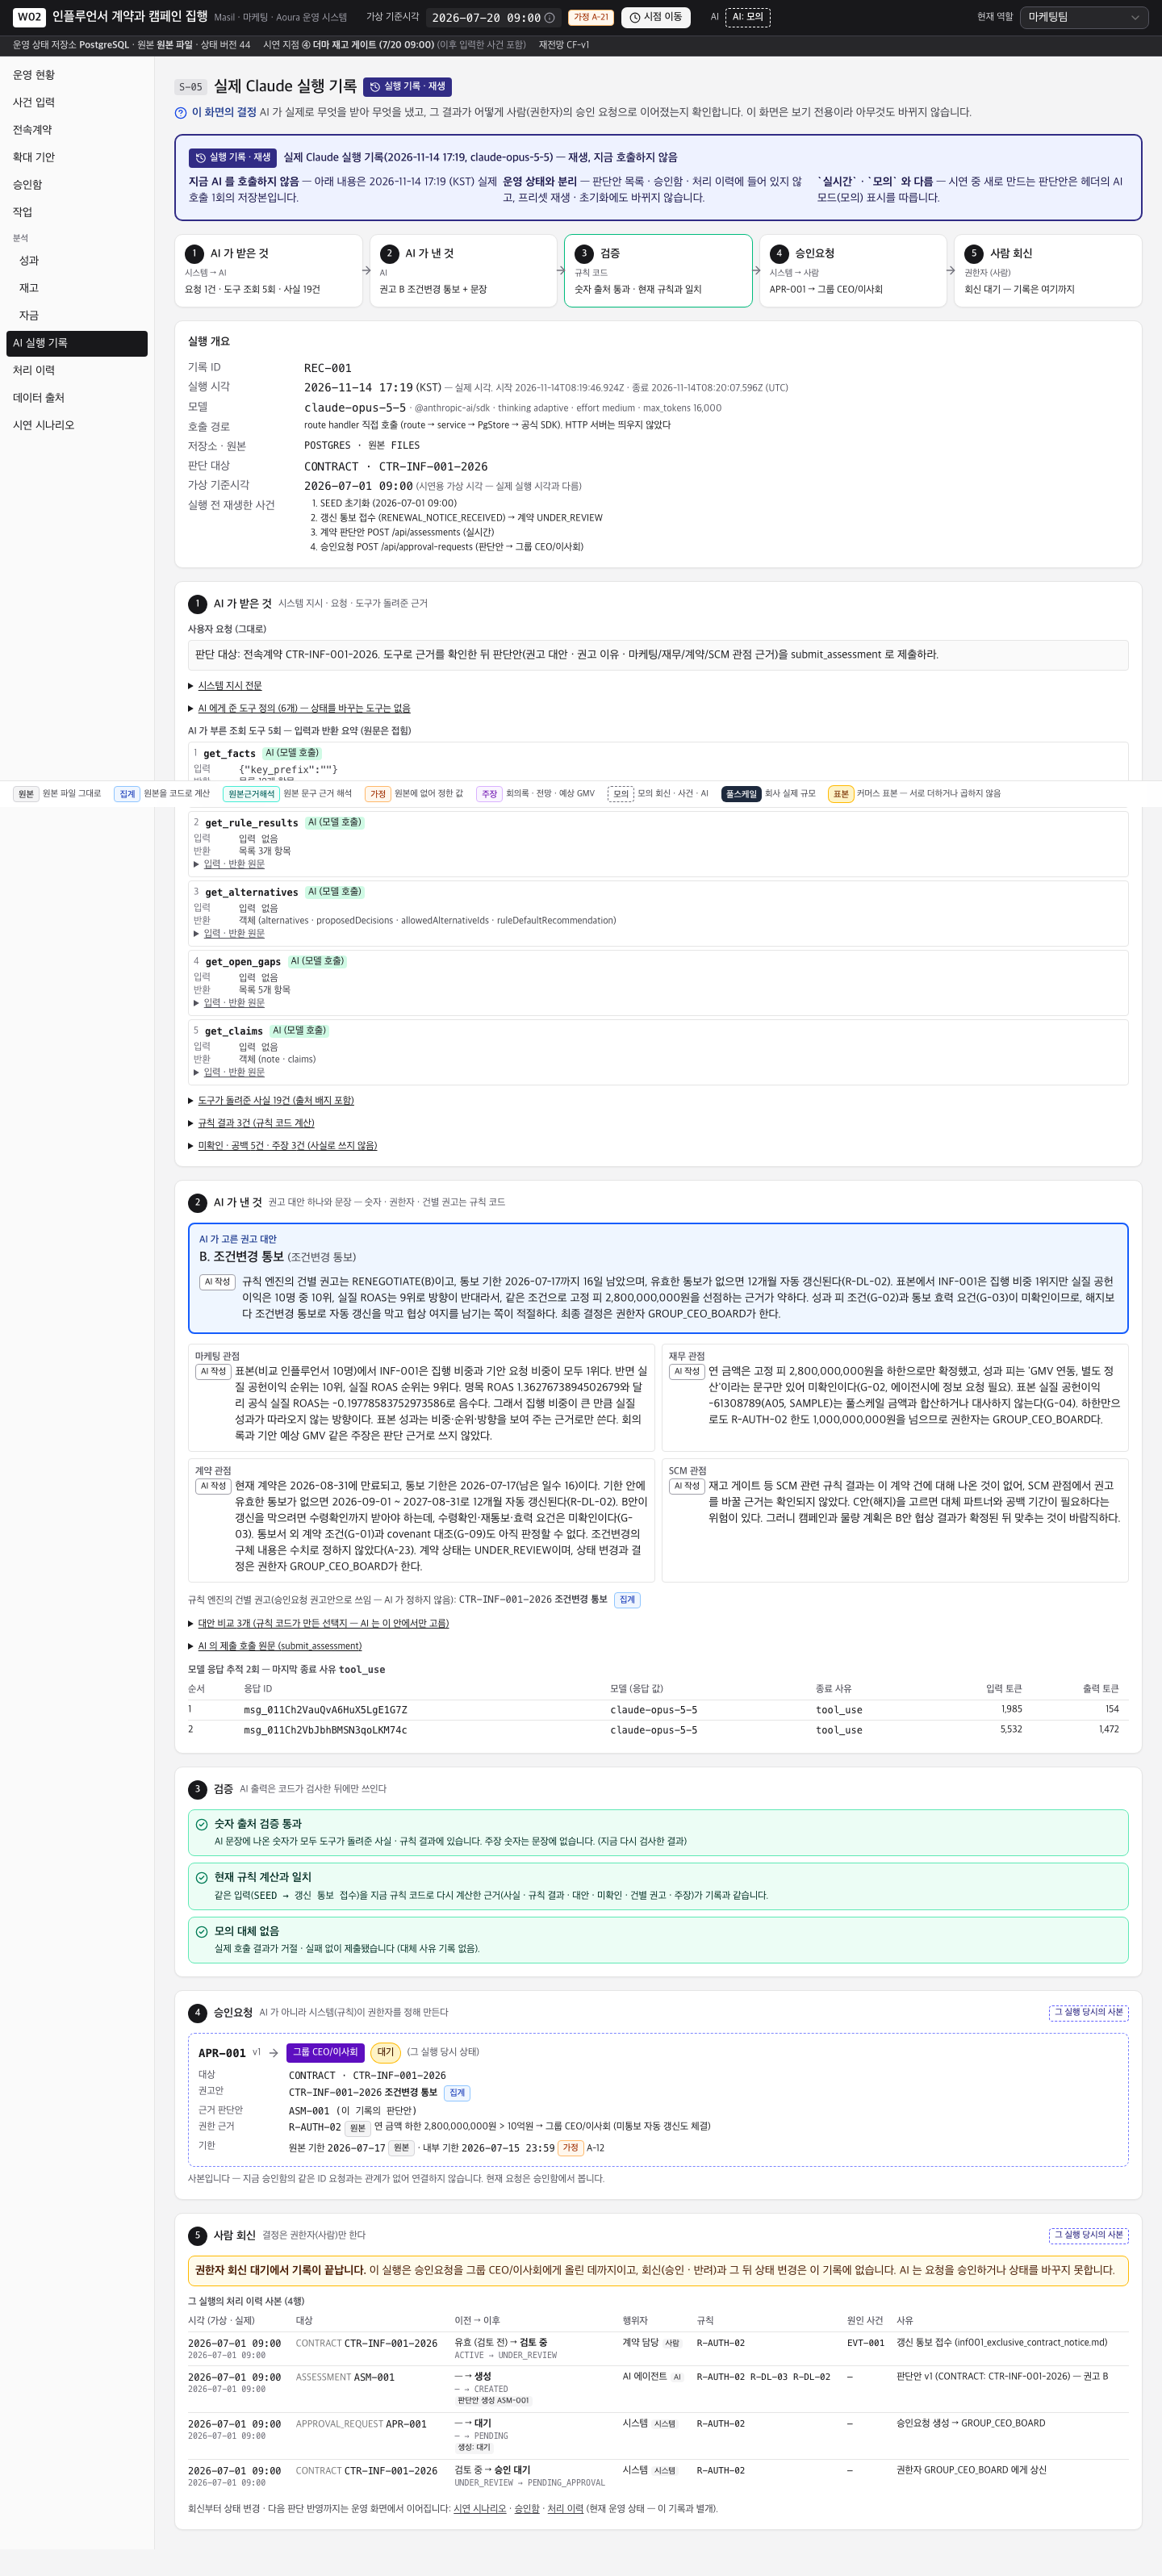 W02 인플루언서 계약과 캠페인 집행 Masil · 마케팅 · Aoura 운영 시스템 가상 기준시각 2026-07-20 09:00 가정 A-21 시점 이동 AI AI: 모의 현재 역할 마케팅팀
운영 상태 저장소 PostgreSQL · 원본 원본 파일 · 상태 버전 44 시연 지점 ④ 더마 재고 게이트 (7/20 09:00) (이후 입력한 사건 포함) 재전망 CF-v1
운영 현황
사건 입력
전속계약
확대 기안
승인함
작업
분석
성과
재고
자금
AI 실행 기록
처리 이력
데이터 출처
시연 시나리오
S-05 실제 Claude 실행 기록 실행 기록 · 재생
이 화면의 결정 AI 가 실제로 무엇을 받아 무엇을 냈고, 그 결과가 어떻게 사람(권한자)의 승인 요청으로 이어졌는지 확인합니다. 이 화면은 보기 전용이라 아무것도 바뀌지 않습니다.
실행 기록 · 재생 실제 Claude 실행 기록(2026-11-14 17:19, claude-opus-5-5) — 재생, 지금 호출하지 않음
지금 AI 를 호출하지 않음 — 아래 내용은 2026-11-14 17:19 (KST) 실제 호출 1회의 저장본입니다.
운영 상태와 분리 — 판단안 목록 · 승인함 · 처리 이력에 들어 있지 않고, 프리셋 재생 · 초기화에도 바뀌지 않습니다.
`실시간` · `모의` 와 다름 — 시연 중 새로 만드는 판단안은 헤더의 AI 모드(모의) 표시를 따릅니다.
1 AI 가 받은 것
시스템 → AI
요청 1건 · 도구 조회 5회 · 사실 19건
2 AI 가 낸 것
AI
권고 B 조건변경 통보 + 문장
3 검증
규칙 코드
숫자 출처 통과 · 현재 규칙과 일치
4 승인요청
시스템 → 사람
APR-001 → 그룹 CEO/이사회
5 사람 회신
권한자 (사람)
회신 대기 — 기록은 여기까지
실행 개요
기록 ID REC-001
실행 시각 2026-11-14 17:19 (KST) — 실제 시각. 시작 2026-11-14T08:19:46.924Z · 종료 2026-11-14T08:20:07.596Z (UTC)
모델 claude-opus-5-5 · @anthropic-ai/sdk · thinking adaptive · effort medium · max_tokens 16,000
호출 경로 route handler 직접 호출 (route → service → PgStore → 공식 SDK). HTTP 서버는 띄우지 않았다
저장소 · 원본 POSTGRES · 원본 FILES
판단 대상 CONTRACT · CTR-INF-001-2026
가상 기준시각 2026-07-01 09:00 (시연용 가상 시각 — 실제 실행 시각과 다름)
실행 전 재생한 사건 1. SEED 초기화 (2026-07-01 09:00)
2. 갱신 통보 접수 (RENEWAL_NOTICE_RECEIVED) → 계약 UNDER_REVIEW
3. 계약 판단안 POST /api/assessments (실시간)
4. 승인요청 POST /api/approval-requests (판단안 → 그룹 CEO/이사회)
1 AI 가 받은 것 시스템 지시 · 요청 · 도구가 돌려준 근거
사용자 요청 (그대로)
판단 대상: 전속계약 CTR-INF-001-2026. 도구로 근거를 확인한 뒤 판단안(권고 대안 · 권고 이유 · 마케팅/재무/계약/SCM 관점 근거)을 submit_assessment 로 제출하라.
시스템 지시 전문
AI 에게 준 도구 정의 (6개) — 상태를 바꾸는 도구는 없음
AI 가 부른 조회 도구 5회 — 입력과 반환 요약 (원문은 접힘)
1 get_facts AI (모델 호출)
입력 {"key_prefix":""}
원본 원본 파일 그대로 집계 원본을 코드로 계산 원본근거해석 원본 문구 근거 해석 가정 원본에 없어 정한 값 주장 회의록 · 전망 · 예상 GMV 모의 모의 회신 · 사건 · AI 풀스케일 회사 실제 규모 표본 커머스 표본 — 서로 더하거나 곱하지 않음
2 get_rule_results AI (모델 호출)
입력 입력 없음
반환 목록 3개 항목
입력 · 반환 원문
3 get_alternatives AI (모델 호출)
입력 입력 없음
반환 객체 (alternatives · proposedDecisions · allowedAlternativeIds · ruleDefaultRecommendation)
입력 · 반환 원문
4 get_open_gaps AI (모델 호출)
입력 입력 없음
반환 목록 5개 항목
입력 · 반환 원문
5 get_claims AI (모델 호출)
입력 입력 없음
반환 객체 (note · claims)
입력 · 반환 원문
도구가 돌려준 사실 19건 (출처 배지 포함)
규칙 결과 3건 (규칙 코드 계산)
미확인 · 공백 5건 · 주장 3건 (사실로 쓰지 않음)
2 AI 가 낸 것 권고 대안 하나와 문장 — 숫자 · 권한자 · 건별 권고는 규칙 코드
AI 가 고른 권고 대안
B. 조건변경 통보 (조건변경 통보)
AI 작성 규칙 엔진의 건별 권고는 RENEGOTIATE(B)이고, 통보 기한 2026-07-17까지 16일 남았으며, 유효한 통보가 없으면 12개월 자동 갱신된다(R-DL-02). 표본에서 INF-001은 집행 비중 1위지만 실질 공헌
이익은 10명 중 10위, 실질 ROAS는 9위로 방향이 반대라서, 같은 조건으로 고정 피 2,800,000,000원을 선점하는 근거가 약하다. 성과 피 조건(G-02)과 통보 효력 요건(G-03)이 미확인이므로, 해지보
다 조건변경 통보로 자동 갱신을 막고 협상 여지를 남기는 쪽이 적절하다. 최종 결정은 권한자 GROUP_CEO_BOARD가 한다.
마케팅 관점
AI 작성 표본(비교 인플루언서 10명)에서 INF-001은 집행 비중과 기안 요청 비중이 모두 1위다. 반면 실
질 공헌이익 순위는 10위, 실질 ROAS 순위는 9위다. 명목 ROAS 1.3627673894502679와 달
리 공식 실질 ROAS는 -0.19778583752973586로 음수다. 그래서 집행 비중이 큰 만큼 실질
성과가 따라오지 않는 방향이다. 표본 성과는 비중·순위·방향을 보여 주는 근거로만 쓴다. 회의
록과 기안 예상 GMV 같은 주장은 판단 근거로 쓰지 않았다.
재무 관점
AI 작성 연 금액은 고정 피 2,800,000,000원을 하한으로만 확정했고, 성과 피는 'GMV 연동, 별도 정
산'이라는 문구만 있어 미확인이다(G-02, 에이전시에 정보 요청 필요). 표본 실질 공헌이익
-61308789(A05, SAMPLE)는 풀스케일 금액과 합산하거나 대사하지 않는다(G-04). 하한만으
로도 R-AUTH-02 한도 1,000,000,000원을 넘으므로 권한자는 GROUP_CEO_BOARD다.
계약 관점
AI 작성 현재 계약은 2026-08-31에 만료되고, 통보 기한은 2026-07-17(남은 일수 16)이다. 기한 안에
유효한 통보가 없으면 2026-09-01 ~ 2027-08-31로 12개월 자동 갱신된다(R-DL-02). B안이
갱신을 막으려면 수령확인까지 받아야 하는데, 수령확인·재통보·효력 요건은 미확인이다(G-
03). 통보서 외 계약 조건(G-01)과 covenant 대조(G-09)도 아직 판정할 수 없다. 조건변경의
구체 내용은 수치로 정하지 않았다(A-23). 계약 상태는 UNDER_REVIEW이며, 상태 변경과 결
정은 권한자 GROUP_CEO_BOARD가 한다.
SCM 관점
AI 작성 재고 게이트 등 SCM 관련 규칙 결과는 이 계약 건에 대해 나온 것이 없어, SCM 관점에서 권고
를 바꿀 근거는 확인되지 않았다. C안(해지)을 고르면 대체 파트너와 공백 기간이 필요하다는
위험이 있다. 그러니 캠페인과 물량 계획은 B안 협상 결과가 확정된 뒤 맞추는 것이 바람직하다.
규칙 엔진의 건별 권고(승인요청 권고안으로 쓰임 — AI 가 정하지 않음): CTR-INF-001-2026 조건변경 통보 집계
대안 비교 3개 (규칙 코드가 만든 선택지 — AI 는 이 안에서만 고름)
AI 의 제출 호출 원문 (submit_assessment)
모델 응답 추적 2회 — 마지막 종료 사유 tool_use
순서 응답 ID 모델 (응답 값) 종료 사유 입력 토큰 출력 토큰
1 msg_011Ch2VauQvA6HuX5LgE1G7Z claude-opus-5-5 tool_use 1,985 154
2 msg_011Ch2VbJbhBMSN3qoLKM74c claude-opus-5-5 tool_use 5,532 1,472
3 검증 AI 출력은 코드가 검사한 뒤에만 쓰인다
숫자 출처 검증 통과
AI 문장에 나온 숫자가 모두 도구가 돌려준 사실 · 규칙 결과에 있습니다. 주장 숫자는 문장에 없습니다. (지금 다시 검사한 결과)
현재 규칙 계산과 일치
같은 입력(SEED → 갱신 통보 접수)을 지금 규칙 코드로 다시 계산한 근거(사실 · 규칙 결과 · 대안 · 미확인 · 건별 권고 · 주장)가 기록과 같습니다.
모의 대체 없음
실제 호출 결과가 거절 · 실패 없이 제출됐습니다 (대체 사유 기록 없음).
4 승인요청 AI 가 아니라 시스템(규칙)이 권한자를 정해 만든다 그 실행 당시의 사본
APR-001 v1 → 그룹 CEO/이사회 대기 (그 실행 당시 상태)
대상 CONTRACT · CTR-INF-001-2026
권고안 CTR-INF-001-2026 조건변경 통보 집계
근거 판단안 ASM-001 (이 기록의 판단안)
권한 근거 R-AUTH-02 원본 연 금액 하한 2,800,000,000원 > 10억원 → 그룹 CEO/이사회 (미통보 자동 갱신도 체결)
기한 원본 기한 2026-07-17 원본 · 내부 기한 2026-07-15 23:59 가정 A-12
사본입니다 — 지금 승인함의 같은 ID 요청과는 관계가 없어 연결하지 않습니다. 현재 요청은 승인함에서 봅니다.
5 사람 회신 결정은 권한자(사람)만 한다 그 실행 당시의 사본
권한자 회신 대기에서 기록이 끝납니다. 이 실행은 승인요청을 그룹 CEO/이사회에게 올린 데까지이고, 회신(승인 · 반려)과 그 뒤 상태 변경은 이 기록에 없습니다. AI 는 요청을 승인하거나 상태를 바꾸지 못합니다.
그 실행의 처리 이력 사본 (4행)
시각 (가상 · 실제) 대상 이전 → 이후 행위자 규칙 원인 사건 사유
2026-07-01 09:00 CONTRACT CTR-INF-001-2026 유효 (검토 전) → 검토 중 계약 담당 사람 R-AUTH-02 EVT-001 갱신 통보 접수 (inf001_exclusive_contract_notice.md)
2026-07-01 09:00 ACTIVE → UNDER_REVIEW
2026-07-01 09:00 ASSESSMENT ASM-001 — → 생성 AI 에이전트 AI R-AUTH-02 R-DL-03 R-DL-02 — 판단안 v1 (CONTRACT: CTR-INF-001-2026) — 권고 B
2026-07-01 09:00 — → CREATED
판단안 생성 ASM-001
2026-07-01 09:00 APPROVAL_REQUEST APR-001 — → 대기 시스템 시스템 R-AUTH-02 — 승인요청 생성 → GROUP_CEO_BOARD
2026-07-01 09:00 — → PENDING
생성: 대기
2026-07-01 09:00 CONTRACT CTR-INF-001-2026 검토 중 → 승인 대기 시스템 시스템 R-AUTH-02 — 권한자 GROUP_CEO_BOARD 에게 상신
2026-07-01 09:00 UNDER_REVIEW → PENDING_APPROVAL
회신부터 상태 변경 · 다음 판단 반영까지는 운영 화면에서 이어집니다: 시연 시나리오 · 승인함 · 처리 이력 (현재 운영 상태 — 이 기록과 별개).